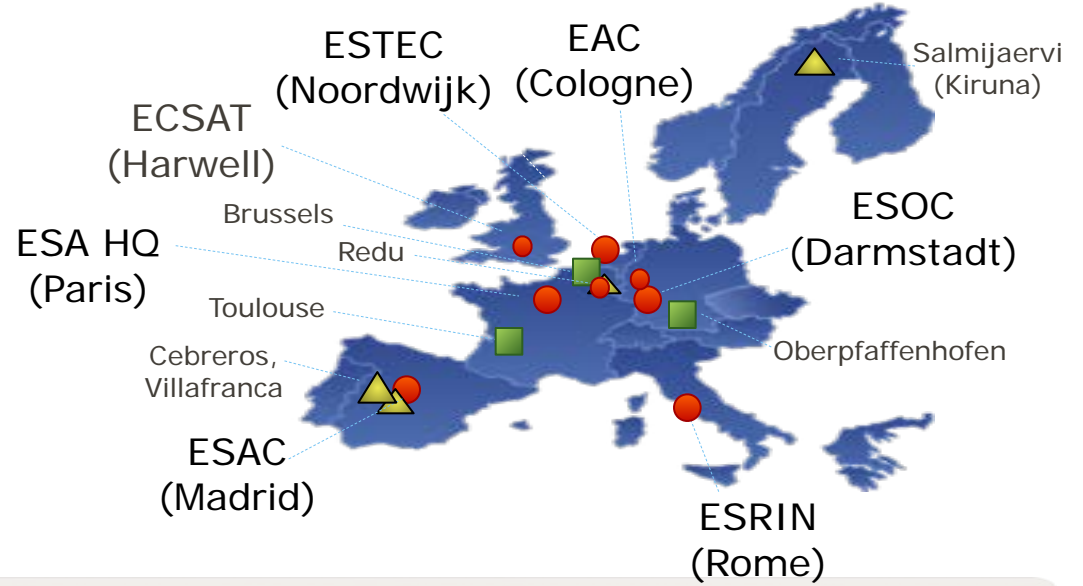 ESTEC
(Noordwijk)
EAC
(Cologne)
Salmijaervi
(Kiruna)
ECSAT
(Harwell)
Brussels
Redu
ESA HQ
(Paris)
ESOC
(Darmstadt)
Toulouse
Cebreros,
Villafranca
Oberpfaffenhofen
ESAC
(Madrid)
ESRIN
(Rome)